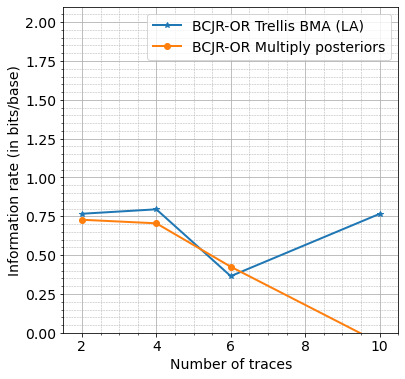 BCJR-OR Trellis BMA (LA)
BCJR-OR Multiply posteriors
Information rate (in bits/base)
2.00
1.75
1.50
1.25
1.00
0.75
0.50
0.25
0.00
2 4 6 8 10
Number of traces